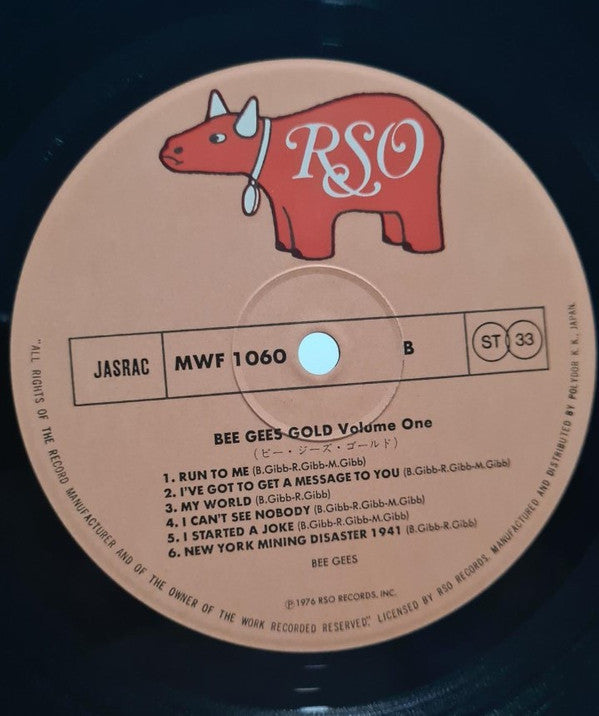 RSO
JASRAC
MWF 1060
B
ST 33
BEE GEES GOLD Volume One
(ビー・ジーズ・ゴールド)
1. RUN TO ME (B.Gibb-R.Gibb-M.Gibb)
2. I'VE GOT TO GET A MESSAGE TO YOU (B.Gibb-R.Gibb-M.Gibb)
3. MY WORLD (B.Gibb-R.Gibb)
4. I CAN'T SEE NOBODY (B.Gibb-R.Gibb-M.Gibb)
5. I STARTED A JOKE (B.Gibb-R.Gibb-M.Gibb)
6. NEW YORK MINING DISASTER 1941 (B.Gibb-R.Gibb)
BEE GEES
℗1976 RSO RECORDS, INC.
"ALL RIGHTS OF THE RECORD MANUFACTURER AND OF THE OWNER OF THE WORK RECORDED RESERVED." LICENSED BY RSO RECORDS, MANUFACTURED AND DISTRIBUTED BY POLYDOR K. K. JAPAN